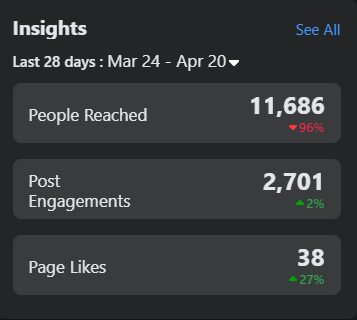 Insights
See All
Last 28 days : Mar 24 - Apr 20
People Reached
11,686
96%
Post
Engagements
2,701
2%
Page Likes
38
27%